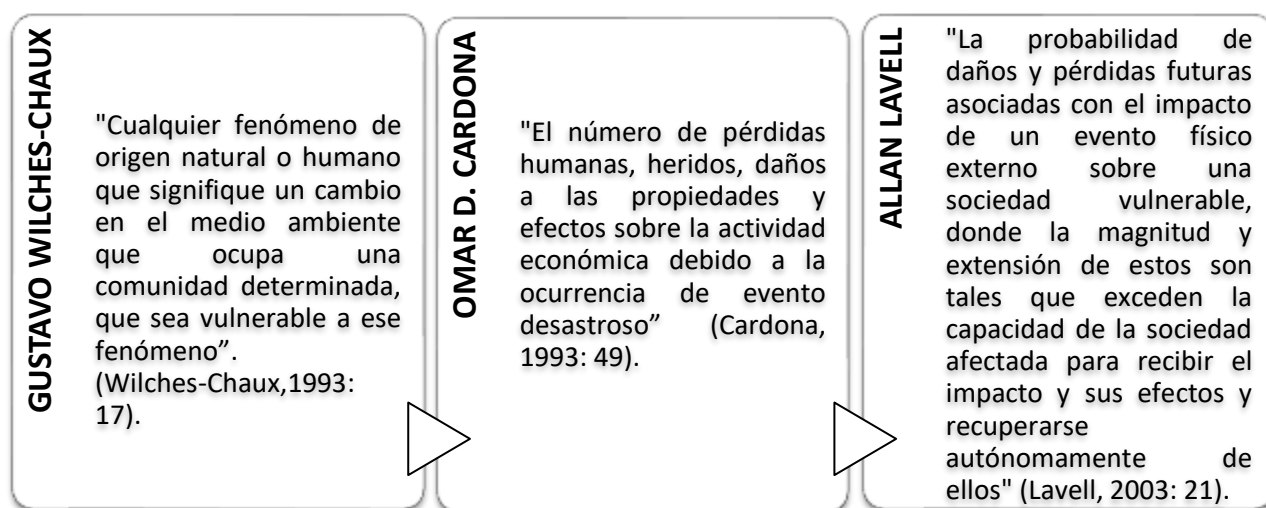 GUSTAVO WILCHES-CHAUX
"Cualquier fenómeno de
origen natural o humano
que signifique un cambio
en el medio ambiente
que ocupa una
comunidad determinada,
que sea vulnerable a ese
fenómeno”.
(Wilches-Chaux,1993:
17).
OMAR D. CARDONA
"El número de pérdidas
humanas, heridos, daños
a las propiedades y
efectos sobre la actividad
económica debido a la
ocurrencia de evento
desastroso” (Cardona,
1993: 49).
ALLAN LAVELL
"La probabilidad de
daños y pérdidas futuras
asociadas con el impacto
de un evento físico
externo sobre una
sociedad vulnerable,
donde la magnitud y
extensión de estos son
tales que exceden la
capacidad de la sociedad
afectada para recibir el
impacto y sus efectos y
recuperarse
autónomamente de
ellos" (Lavell, 2003: 21).